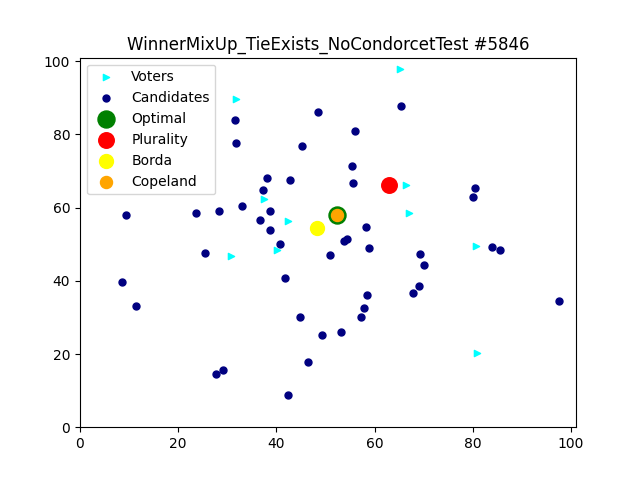 WinnerMixUp_TieExists_NoCondorcetTest #5846
Voters
Candidates
Optimal
Plurality
Borda
Copeland
100
80
60
40
20
0
0 20 40 60 80 100